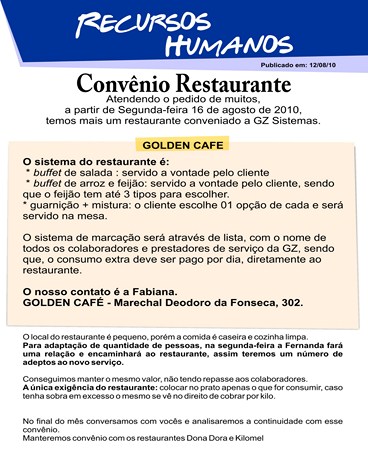 RECURSOS
HUMANOS
Publicado em: 12/08/10
Convênio Restaurante
Atendendo o pedido de muitos,
a partir de Segunda-feira 16 de agosto de 2010,
temos mais um restaurante conveniado a GZ Sistemas.
GOLDEN CAFE
O sistema do restaurante é:
* buffet de salada : servido a vontade pelo cliente
* buffet de arroz e feijão: servido a vontade pelo cliente, sendo
que o feijão tem até 3 tipos para escolher.
* guarnição + mistura: o cliente escolhe 01 opção de cada e será
servido na mesa.
O sistema de marcação será através de lista, com o nome de
todos os colaboradores e prestadores de serviço da GZ, sendo
que, o consumo extra deve ser pago por dia, diretamente ao
restaurante.
O nosso contato é a Fabiana.
GOLDEN CAFÉ - Marechal Deodoro da Fonseca, 302.
O local do restaurante é pequeno, porém a comida é caseira e cozinha limpa.
Para adaptação de quantidade de pessoas, na segunda-feira a Fernanda fará
uma relação e encaminhará ao restaurante, assim teremos um número de
adeptos ao novo serviço.
Conseguimos manter o mesmo valor, não tendo repasse aos colaboradores.
A única exigência do restaurante: colocar no prato apenas o que for consumir, caso
tenha sobra em excesso o mesmo se vê no direito de cobrar por kilo.
No final do mês conversamos com vocês e analisaremos a continuidade com esse
convênio.
Manteremos convênio com os restaurantes Dona Dora e Kilomel